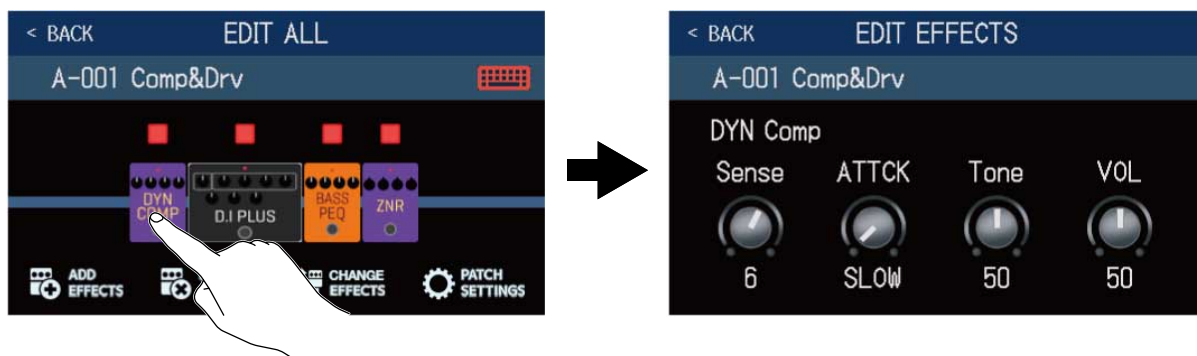 < BACK EDIT ALL
A-001 Comp&Drv
DYN COMP
D.I PLUS
BASS PEQ
ZNR
ADD EFFECTS
CHANGE EFFECTS
PATCH SETTINGS
< BACK EDIT EFFECTS
A-001 Comp&Drv
DYN Comp
Sense ATTCK Tone VOL
6 SLOW 50 50